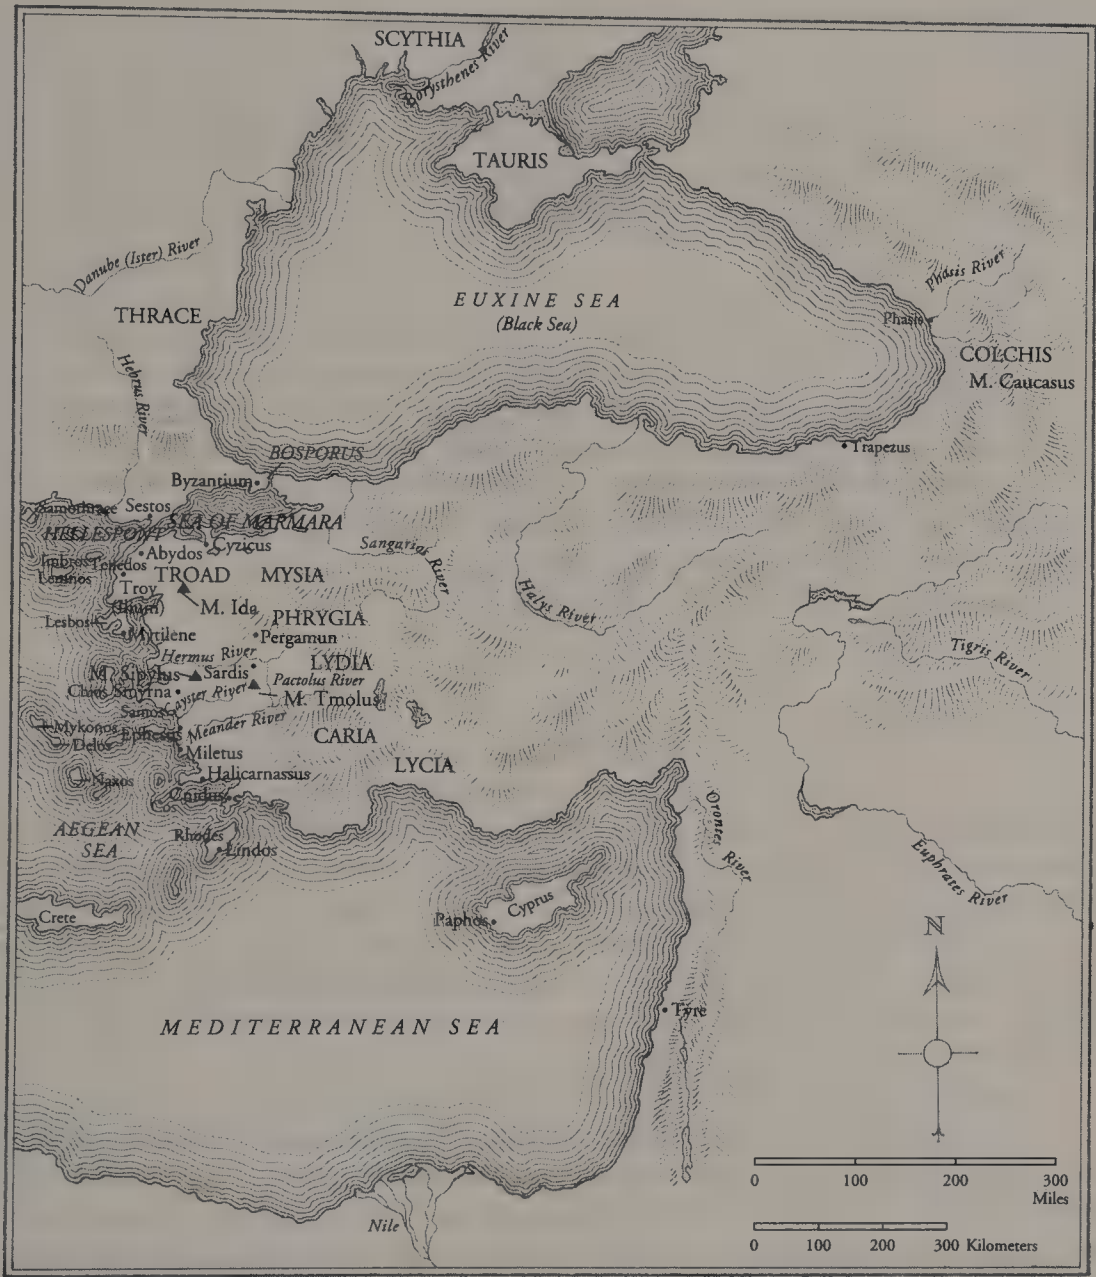 SCYTHIA
Borysthenes River
TAURIS
Danube (Ister) River
THRACE
EUXINE SEA
(Black Sea)
Phasis River
Phasis
COLCHIS
M. Caucasus
Hebrus River
BOSPORUS
Trapezus
Byzantium
Samothrace
Sestos
SEA OF MARMARA
HELLESPONT
Abydos
Cyzicus
Sangarios River
Imbros
Tenedos
Lemnos
TROAD
MYSIA
Troy
(Ilium)
M. Ida
Halys River
PHRYGIA
Lesbos
Mytilene
Pergamun
Hermus River
LYDIA
Tigris River
M. Sipylus
Sardis
Pactolus River
Chios
Smyrna
Cayster River
M. Tmolus
Samos
Mykonos
Ephesus
Meander River
CARIA
Delos
Miletus
LYCIA
Naxos
Halicarnassus
Cnidus
Cos
Orontes River
AEGEAN
SEA
Rhodes
Lindos
Euphrates River
Crete
Paphos
Cyprus
N
Tyre
MEDITERRANEAN SEA
0 100 200 300
Miles
Nile
0 100 200 300 Kilometers